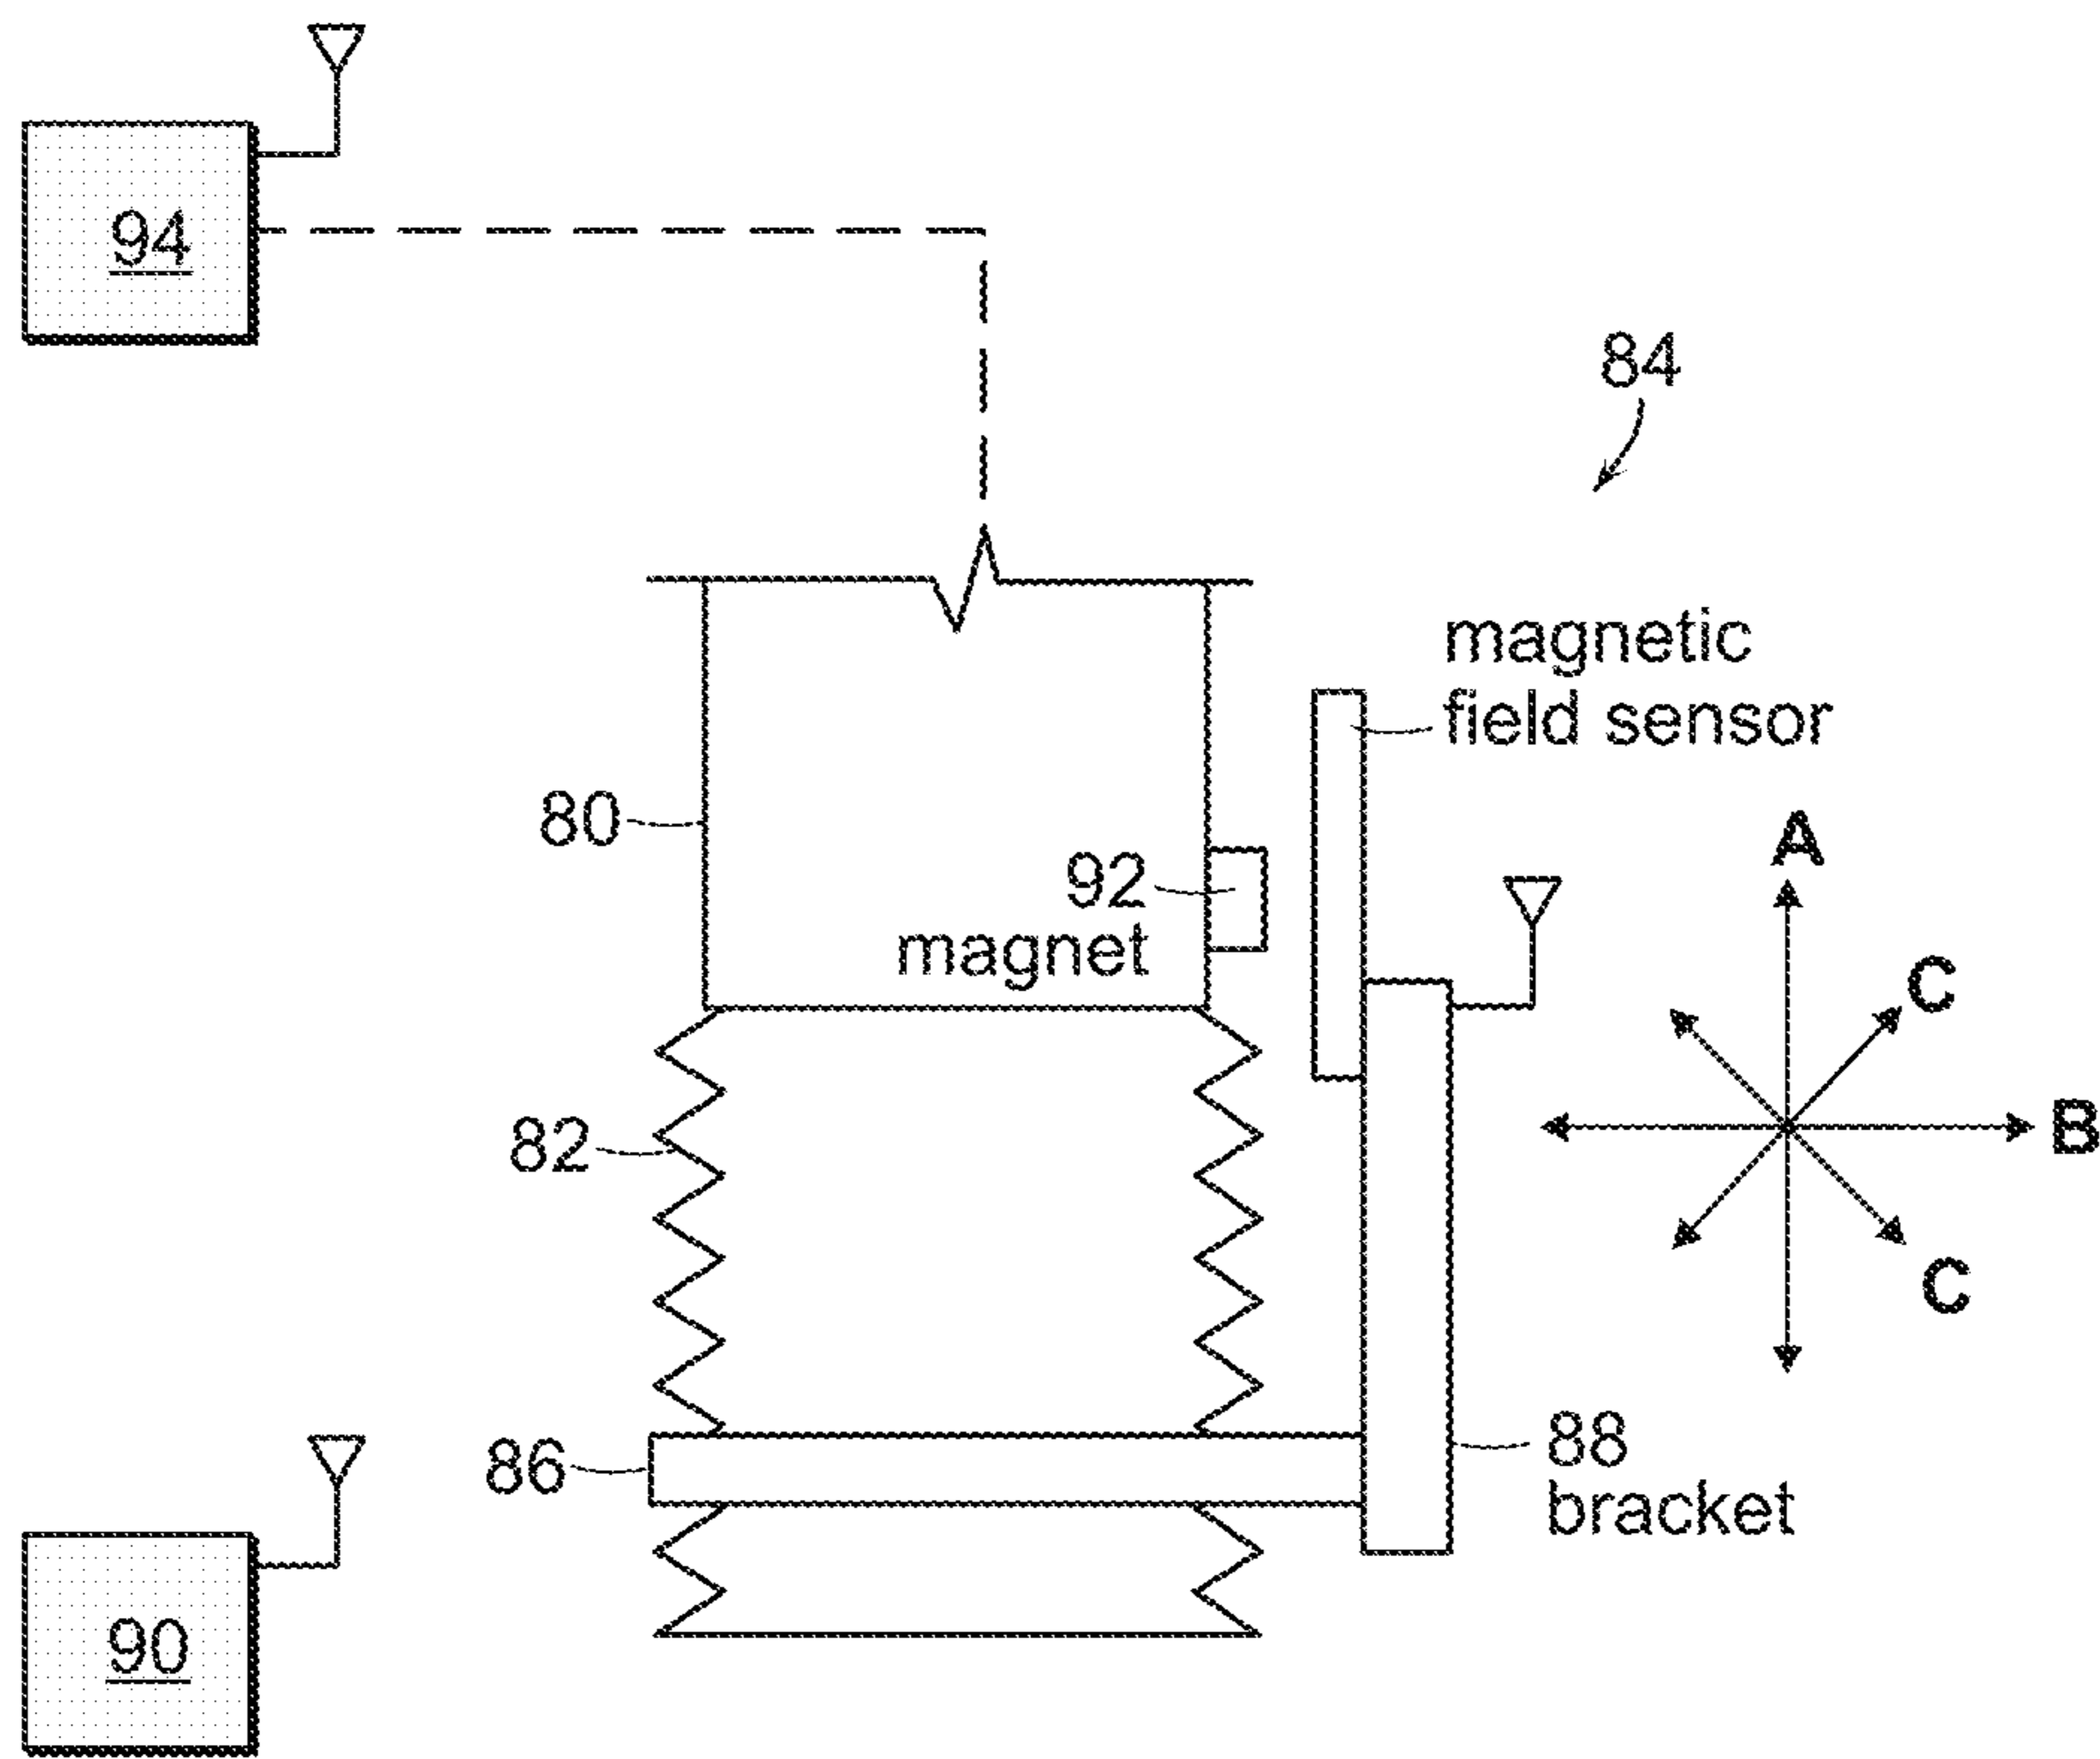 94
84
magnetic
field sensor
80
A
92
magnet
C
82
B
C
86
88
bracket
90